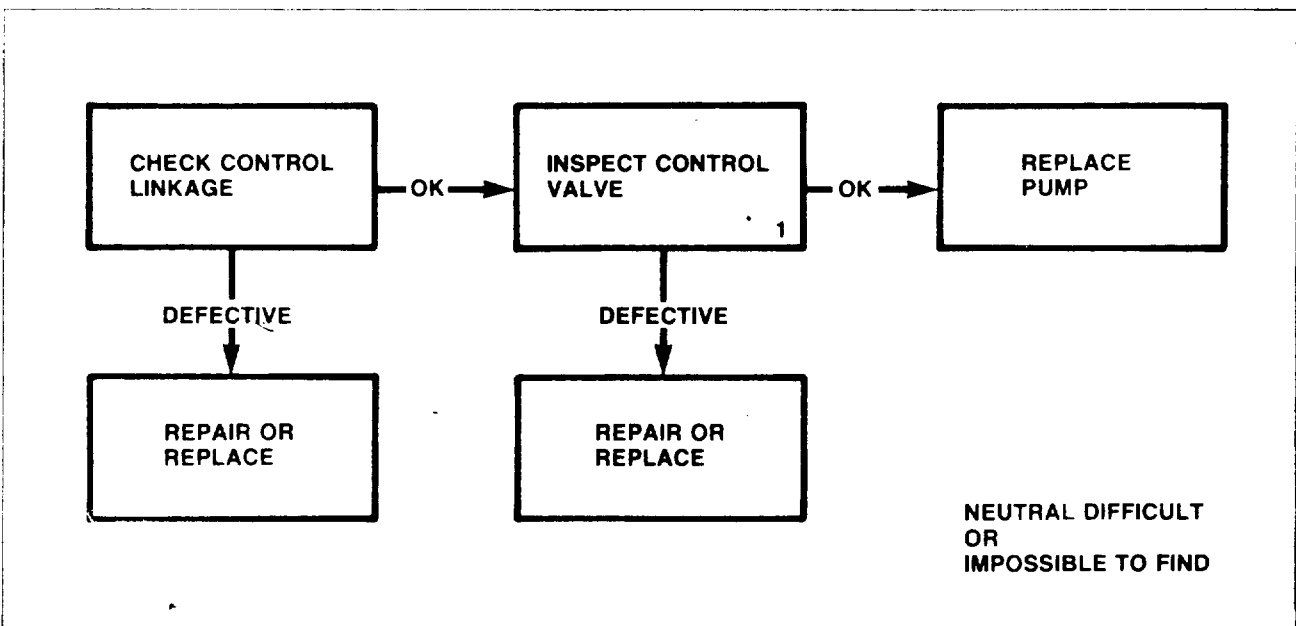 CHECK CONTROL
LINKAGE
OK
INSPECT CONTROL
VALVE
1
OK
REPLACE
PUMP
DEFECTIVE
DEFECTIVE
REPAIR OR
REPLACE
REPAIR OR
REPLACE
NEUTRAL DIFFICULT
OR
IMPOSSIBLE TO FIND